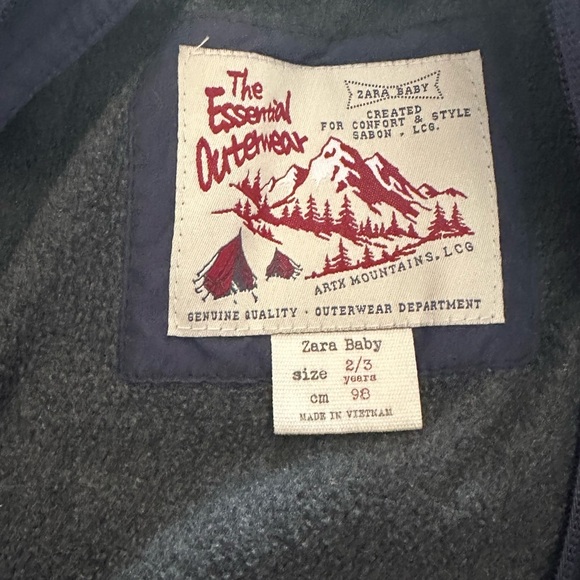 The
Essential
Outerwear
ZARA BABY
CREATED
FOR CONFORT & STYLE
SABON . LCG.
ARTX MOUNTAINS, LCG
GENUINE QUALITY · OUTERWEAR DEPARTMENT
Zara Baby
size 2/3
years
cm 98
MADE IN VIETNAM